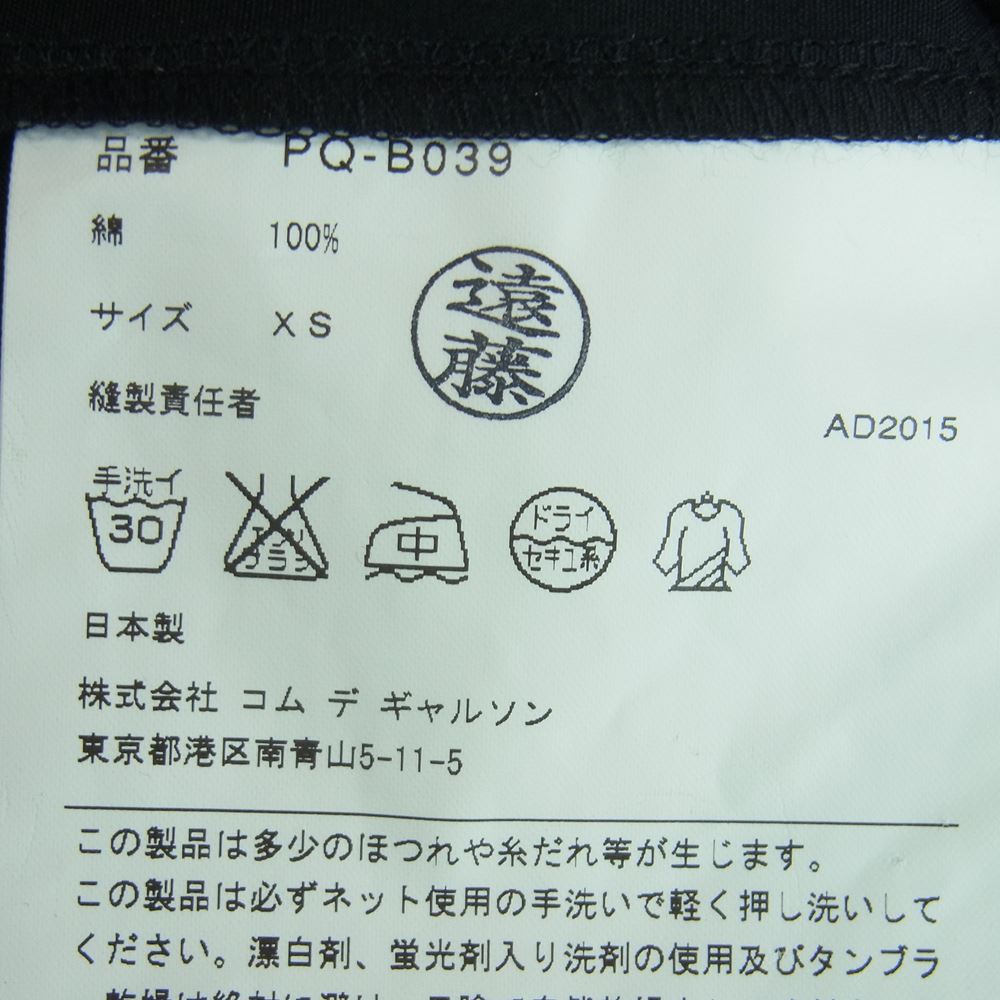 品番 PQ-B039
綿 100%
サイズ XS
遠藤
縫製責任者
AD2015
手洗イ
30
エンソ
サラシ
中
ドライ
セキユ系
日本製
株式会社 コム デ ギャルソン
東京都港区南青山5-11-5
この製品は多少のほつれや糸だれ等が生じます。
この製品は必ずネット使用の手洗いで軽く押し洗いして
ください。漂白剤、蛍光剤入り洗剤の使用及びタンブラ